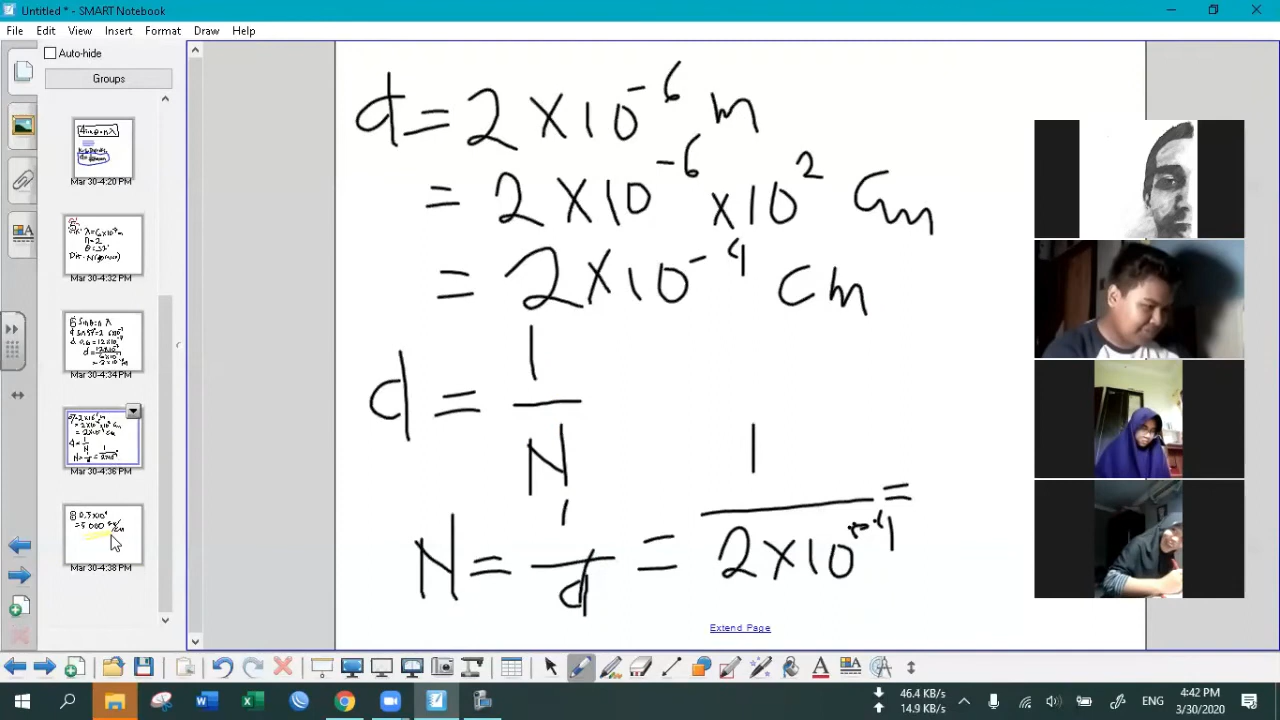 Untitled * - SMART Notebook
File Edit View Insert Format Draw Help
Auto-hide
Groups
Mar 30-4:20 PM
Mar 30-4:32 PM
Mar 30-4:34 PM
Mar 30-4:36 PM
Mar 30-4:38 PM
d = 2 × 10⁻⁶ m
= 2 × 10⁻⁶ × 10² Cm
= 2 × 10⁻⁴ Cm
d = 1/N
N = 1/d = 1/(2 × 10⁻⁴) =
Extend Page
46.4 KB/s
14.9 KB/s
ENG
4:42 PM
3/30/2020